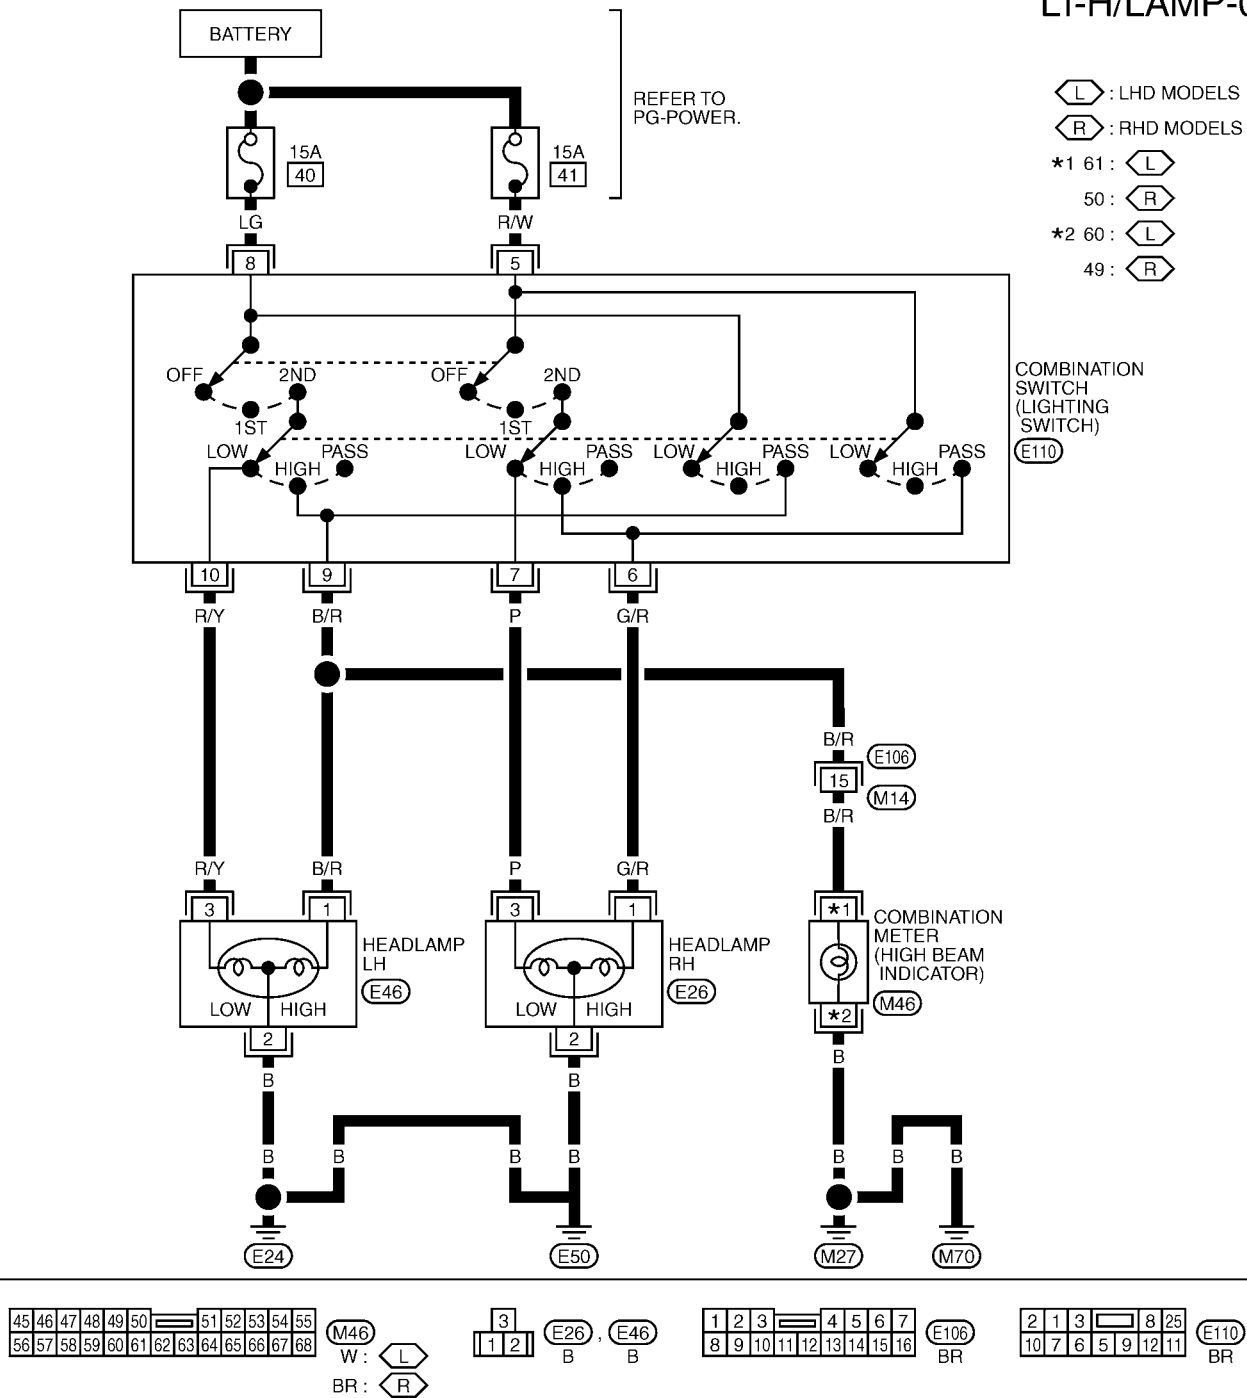 LT-H/LAMP-0
BATTERY
REFER TO
PG-POWER.
L : LHD MODELS
R : RHD MODELS
*1 61 : L
50 : R
*2 60 : L
49 : R
15A
40
15A
41
LG
R/W
8
5
OFF
2ND
1ST
OFF
2ND
1ST
LOW
HIGH
PASS
LOW
HIGH
PASS
LOW
HIGH
PASS
LOW
HIGH
PASS
COMBINATION
SWITCH
(LIGHTING
SWITCH)
E110
10
9
7
6
R/Y
B/R
P
G/R
B/R
E106
15
M14
B/R
R/Y
B/R
P
G/R
3
1
3
1
*1
HEADLAMP
LH
E46
LOW
HIGH
HEADLAMP
RH
E26
LOW
HIGH
COMBINATION
METER
(HIGH BEAM
INDICATOR)
M46
2
2
*2
B
B
B
B
B
B
B
B
B
B
E24
E50
M27
M70
45 46 47 48 49 50 51 52 53 54 55
56 57 58 59 60 61 62 63 64 65 66 67 68
M46
W : L
BR : R
3
1 2
E26 , E46
B B
1 2 3 4 5 6 7
8 9 10 11 12 13 14 15 16
E106
BR
2 1 3 8 25
10 7 6 5 9 12 11
E110
BR